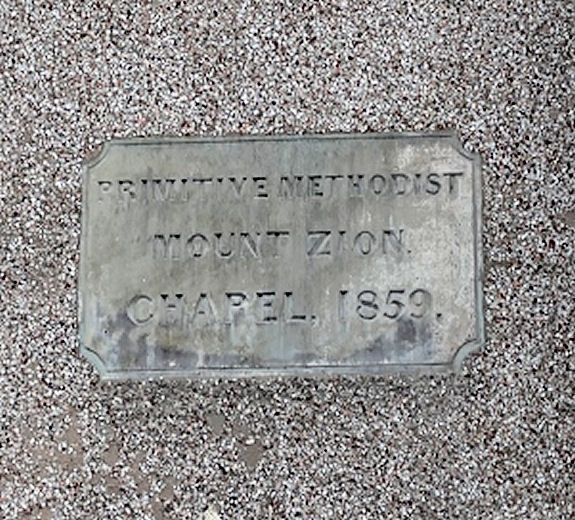 PRIMITIVE METHODIST
MOUNT ZION.
CHAPEL, 1859.